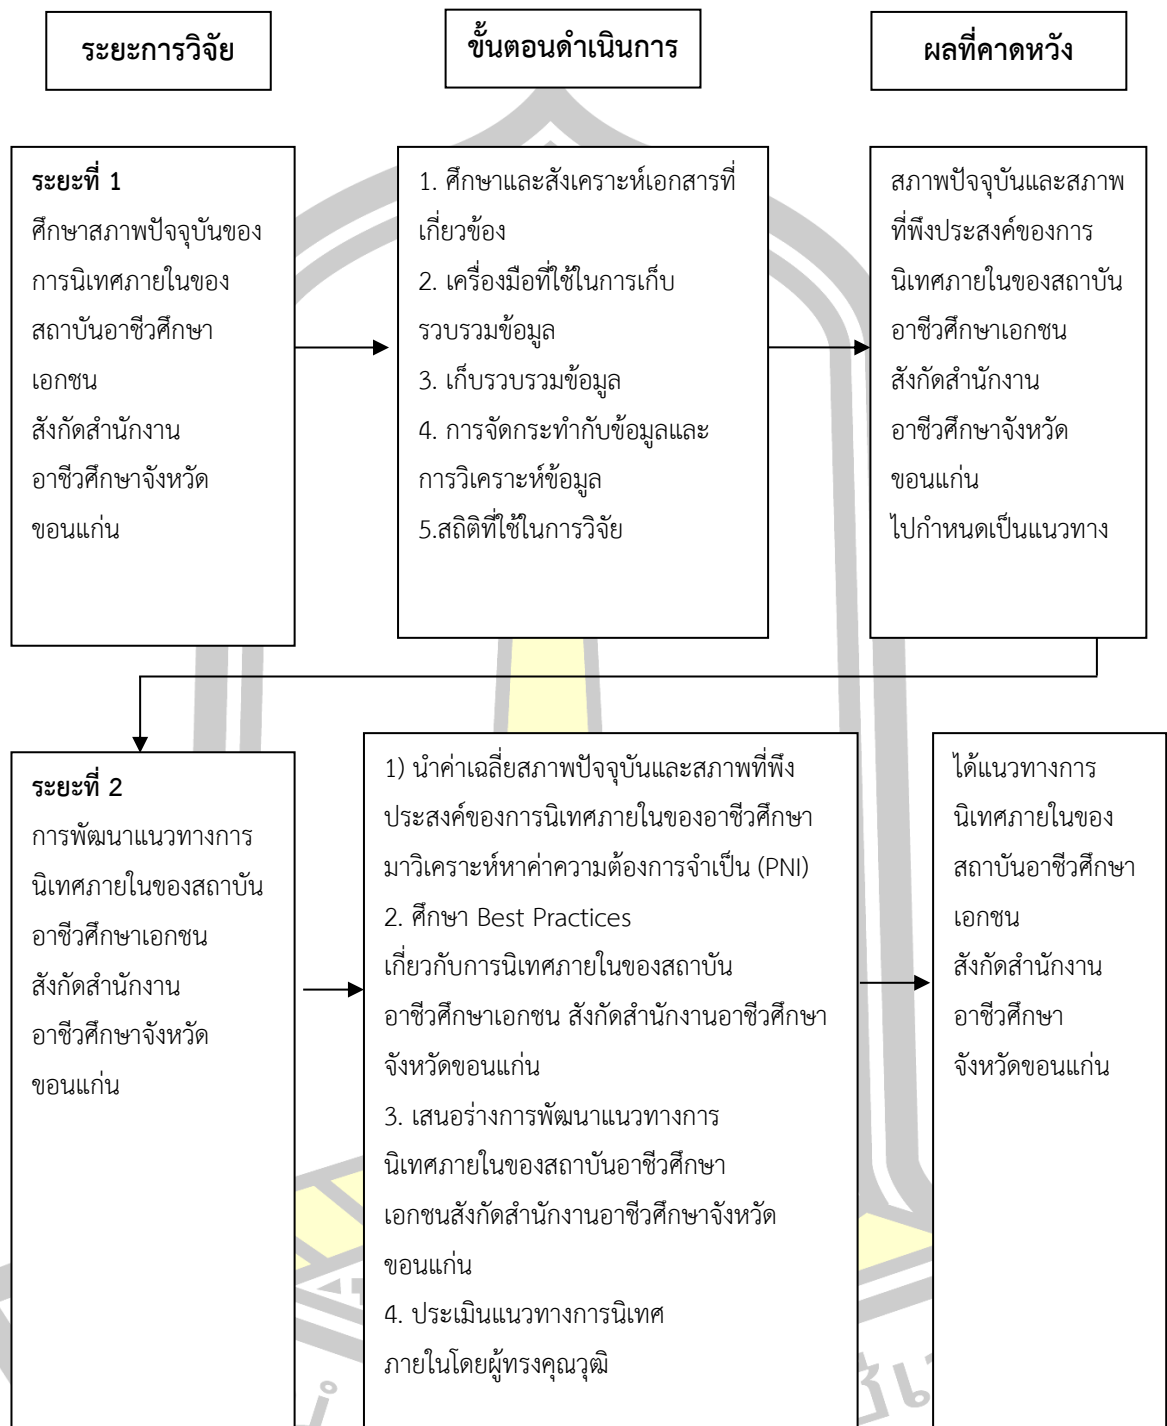 ระยะการวิจัย
ขั้นตอนดำเนินการ
ผลที่คาดหวัง
ระยะที่ 1
ศึกษาสภาพปัจจุบันของ
การนิเทศภายในของ
สถาบันอาชีวศึกษา
เอกชน
สังกัดสำนักงาน
อาชีวศึกษาจังหวัด
ขอนแก่น
1. ศึกษาและสังเคราะห์เอกสารที่
เกี่ยวข้อง
2. เครื่องมือที่ใช้ในการเก็บ
รวบรวมข้อมูล
3. เก็บรวบรวมข้อมูล
4. การจัดกระทำกับข้อมูลและ
การวิเคราะห์ข้อมูล
5.สถิติที่ใช้ในการวิจัย
สภาพปัจจุบันและสภาพ
ที่พึงประสงค์ของการ
นิเทศภายในของสถาบัน
อาชีวศึกษาเอกชน
สังกัดสำนักงาน
อาชีวศึกษาจังหวัด
ขอนแก่น
ไปกำหนดเป็นแนวทาง
ระยะที่ 2
การพัฒนาแนวทางการ
นิเทศภายในของสถาบัน
อาชีวศึกษาเอกชน
สังกัดสำนักงาน
อาชีวศึกษาจังหวัด
ขอนแก่น
1) นำค่าเฉลี่ยสภาพปัจจุบันและสภาพที่พึง
ประสงค์ของการนิเทศภายในของอาชีวศึกษา
มาวิเคราะห์หาค่าความต้องการจำเป็น (PNI)
2. ศึกษา Best Practices
เกี่ยวกับการนิเทศภายในของสถาบัน
อาชีวศึกษาเอกชน สังกัดสำนักงานอาชีวศึกษา
จังหวัดขอนแก่น
3. เสนอร่างการพัฒนาแนวทางการ
นิเทศภายในของสถาบันอาชีวศึกษา
เอกชนสังกัดสำนักงานอาชีวศึกษาจังหวัด
ขอนแก่น
4. ประเมินแนวทางการนิเทศ
ภายในโดยผู้ทรงคุณวุฒิ
ได้แนวทางการ
นิเทศภายในของ
สถาบันอาชีวศึกษา
เอกชน
สังกัดสำนักงาน
อาชีวศึกษา
จังหวัดขอนแก่น